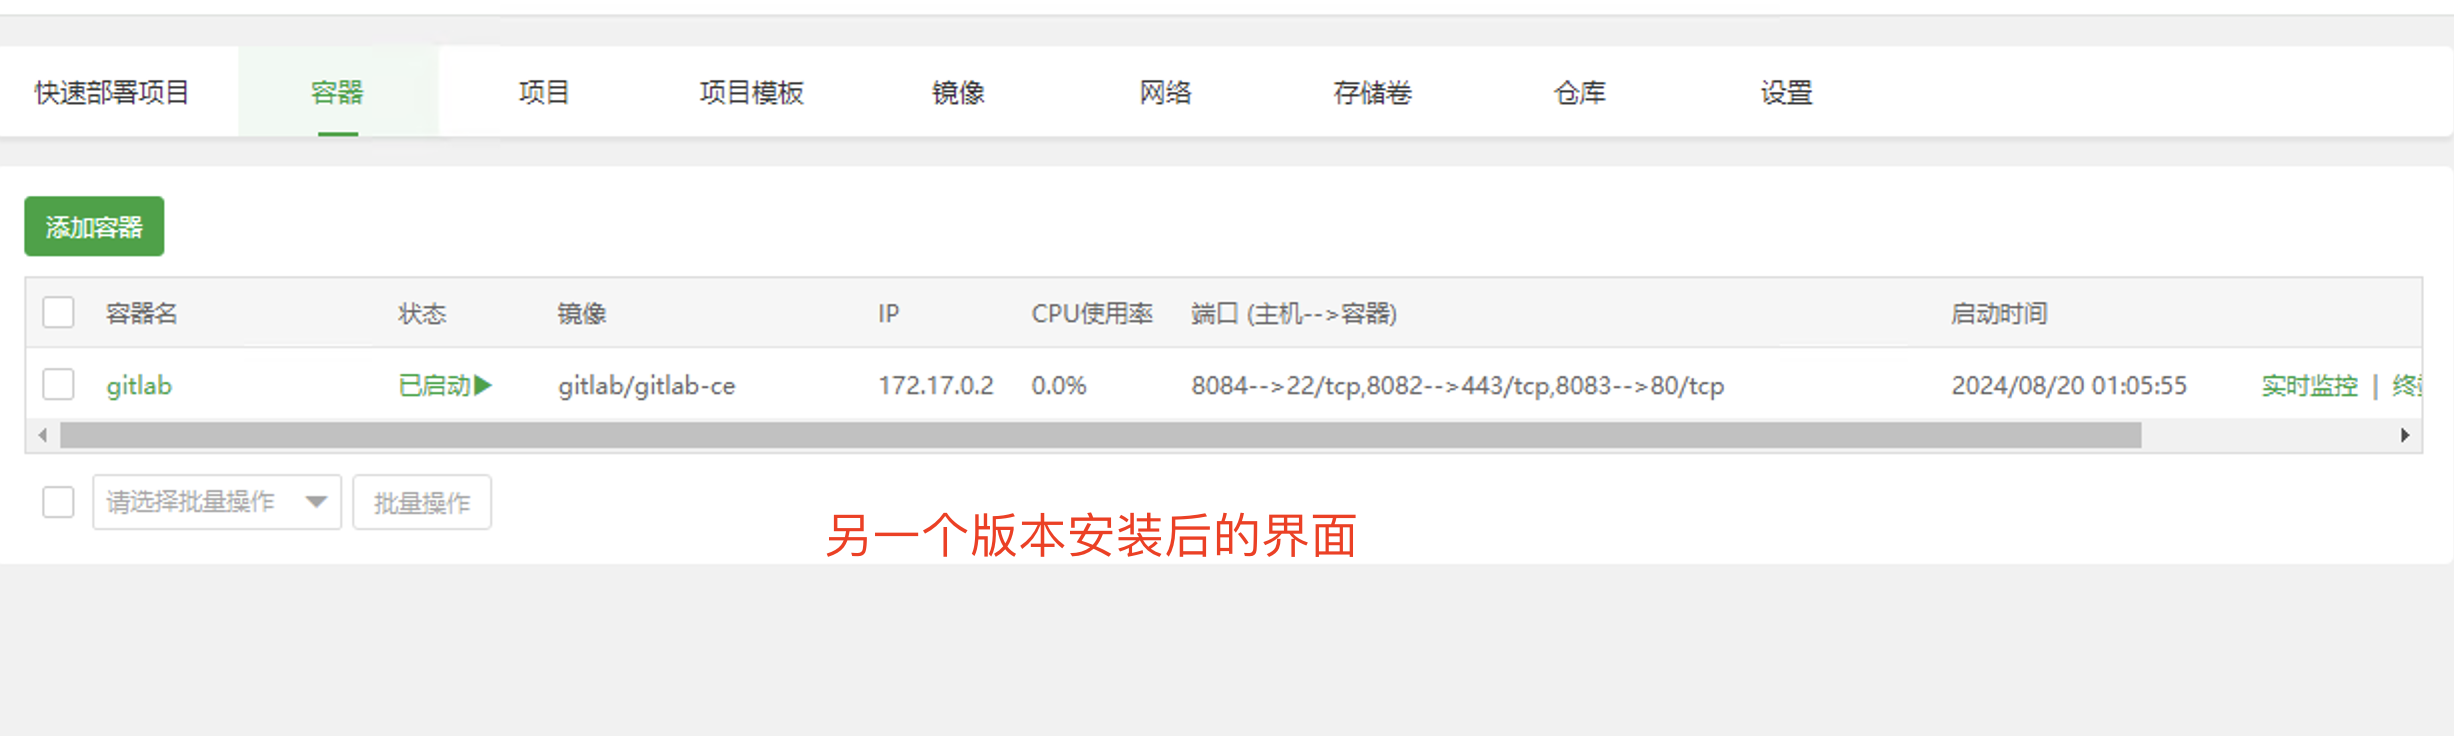 快速部署项目 容器 项目 项目模板 镜像 网络 存储卷 仓库 设置
添加容器
容器名 状态 镜像 IP CPU使用率 端口 (主机-->容器) 启动时间
gitlab 已启动 gitlab/gitlab-ce 172.17.0.2 0.0% 8084-->22/tcp,8082-->443/tcp,8083-->80/tcp 2024/08/20 01:05:55 实时监控 | 终
请选择批量操作 批量操作
另一个版本安装后的界面